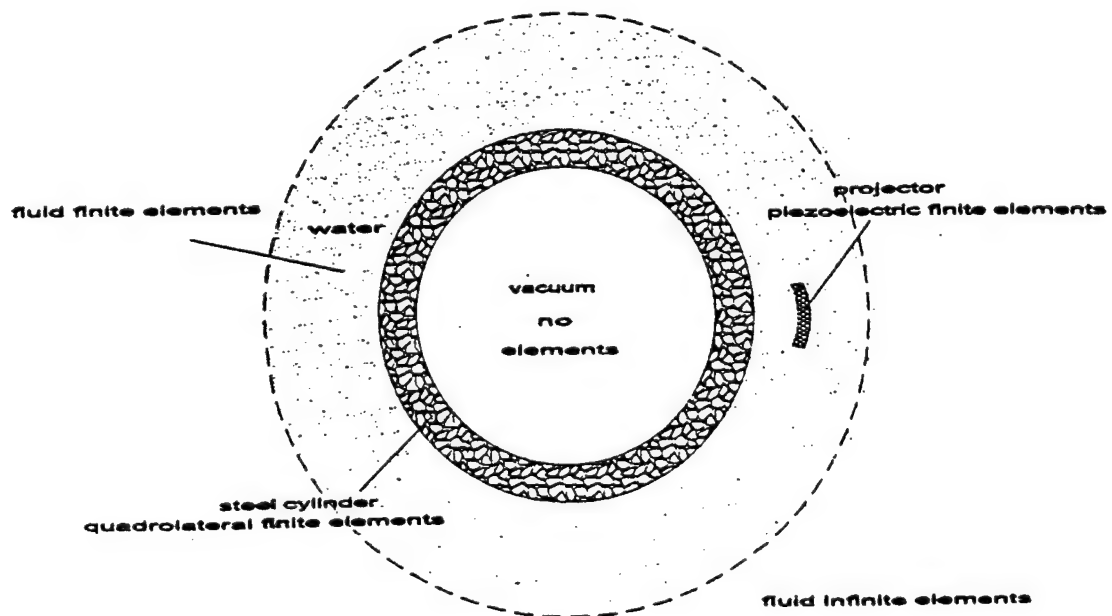 projector
piezoelectric finite elements
fluid finite elements
water
vacuum
no
elements
steel cylinder.
quadrolateral finite elements
fluid infinite elements